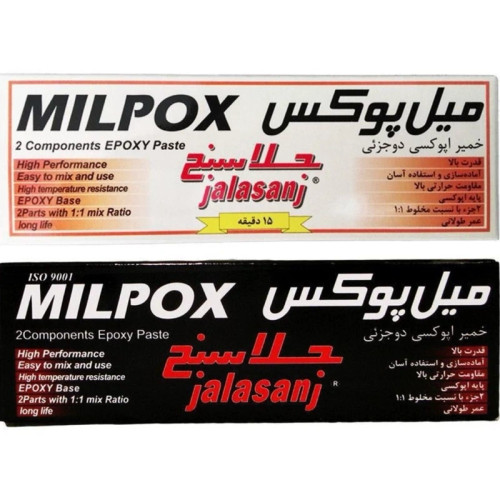 MILPOX میل پوکس
2 Components EPOXY Paste
خمیر اپوکسی دوجزئی
High Performance
Easy to mix and use
High temperature resistance
EPOXY Base
2Parts with 1:1 mix Ratio
long life
جلاسنج
jalasanj ®
۱۵ دقیقه
قدرت بالا
آماده‌سازی و استفاده آسان
مقاومت حرارتی بالا
پایه اپوکسی
۲جزء با نسبت مخلوط ۱:۱
عمر طولانی
ISO 9001
MILPOX میل پوکس
2Components Epoxy Paste
خمیر اپوکسی دوجزئی
High Performance
Easy to mix and use
High temperature resistance
EPOXY Base
2Parts with 1:1 mix Ratio
long life
جلاسنج
jalasanj ®
قدرت بالا
آماده‌سازی و استفاده آسان
مقاومت حرارتی بالا
پایه اپوکسی
۲جزء با نسبت مخلوط ۱:۱
عمر طولانی